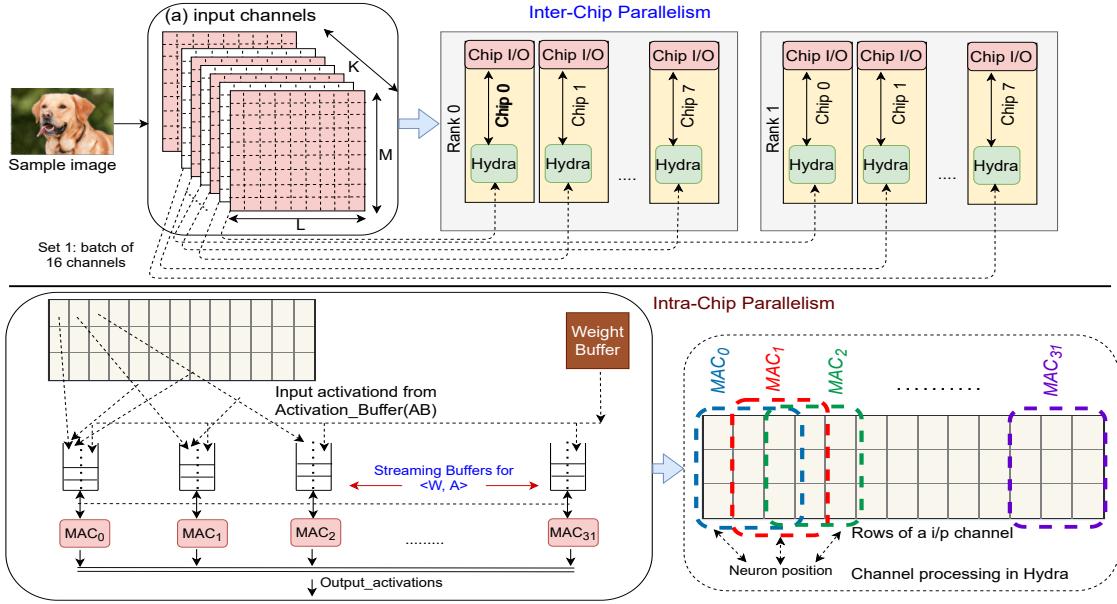 (a) input channels
Inter-Chip Parallelism
K
M
L
Sample image
Set 1: batch of
16 channels
Rank 0
Chip I/O
Chip I/O
Chip I/O
Chip 0
Chip 1
Chip 7
Hydra
Hydra
....
Hydra
Rank 1
Chip I/O
Chip I/O
Chip I/O
Chip 0
Chip 1
Chip 7
Hydra
Hydra
....
Hydra
Intra-Chip Parallelism
Weight
Buffer
Input activationd from
Activation_Buffer(AB)
Streaming Buffers for
<W, A>
MAC0
MAC1
MAC2
.........
MAC31
Output_activations
MAC0
MAC1
MAC2
..........
MAC31
Rows of a i/p channel
Neuron position
Channel processing in Hydra